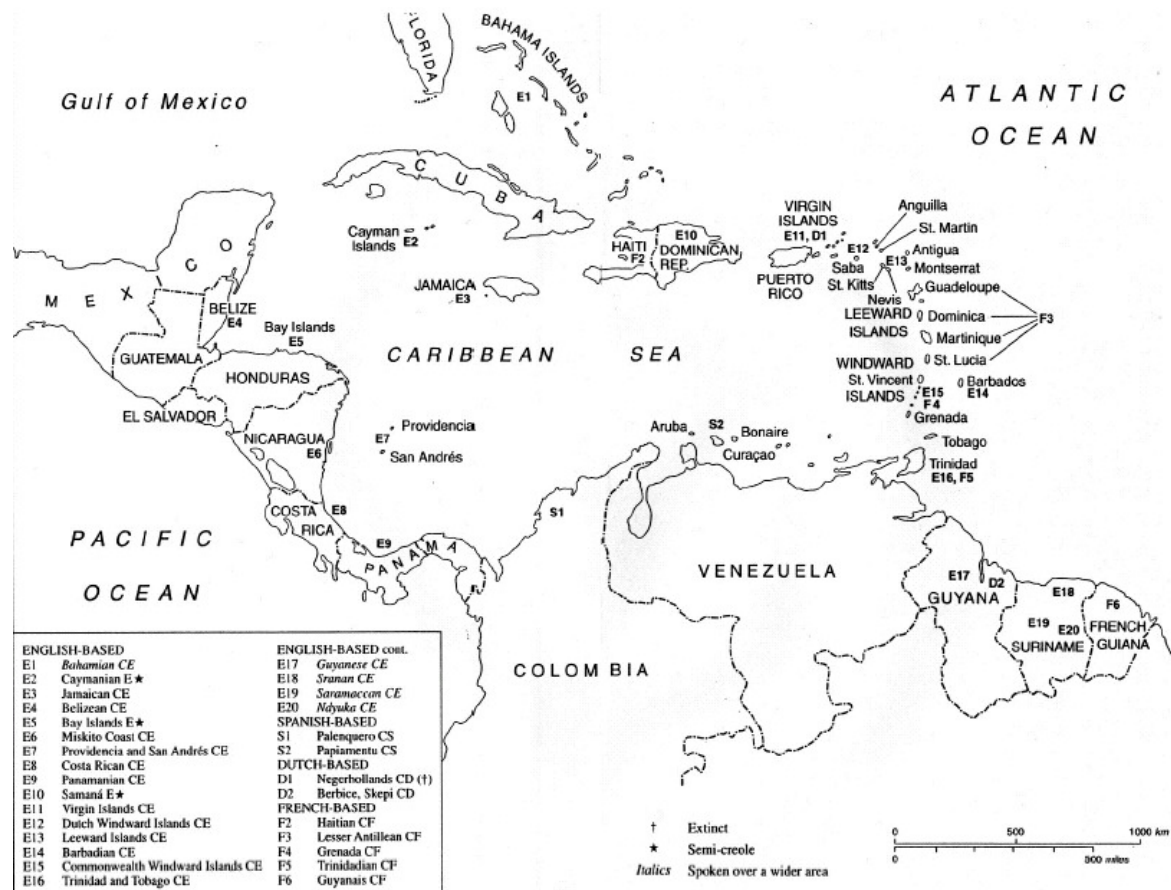 FLORIDA
BAHAMA ISLANDS
E1
Gulf of Mexico
ATLANTIC
OCEAN
CUBA
Cayman
Islands E2
JAMAICA
E3
HAITI
F2
E10
DOMINICAN
REP.
VIRGIN
ISLANDS
E11, D1
PUERTO
RICO
Anguilla
St. Martin
E12
Saba
St. Kitts
E13
Antigua
Montserrat
Nevis
Guadeloupe
LEEWARD
ISLANDS
Dominica
F3
Martinique
St. Lucia
WINDWARD
ISLANDS
St. Vincent
E15
F4
Barbados
E14
Grenada
Tobago
Trinidad
E16, F5
MEXICO
BELIZE
E4
Bay Islands
E5
GUATEMALA
HONDURAS
EL SALVADOR
NICARAGUA
E6
CARIBBEAN SEA
Providencia
E7
San Andrés
Aruba
S2
Bonaire
Curaçao
COSTA
RICA
E8
E9
PANAMA
S1
PACIFIC
OCEAN
VENEZUELA
COLOMBIA
E17
GUYANA
D2
E18
E19
E20
SURINAME
F6
FRENCH
GUIANA
ENGLISH-BASED
E1 Bahamian CE
E2 Caymanian E★
E3 Jamaican CE
E4 Belizean CE
E5 Bay Islands E★
E6 Miskito Coast CE
E7 Providencia and San Andrés CE
E8 Costa Rican CE
E9 Panamanian CE
E10 Samaná E★
E11 Virgin Islands CE
E12 Dutch Windward Islands CE
E13 Leeward Islands CE
E14 Barbadian CE
E15 Commonwealth Windward Islands CE
E16 Trinidad and Tobago CE
ENGLISH-BASED cont.
E17 Guyanese CE
E18 Sranan CE
E19 Saramaccan CE
E20 Ndyuka CE
SPANISH-BASED
S1 Palenquero CS
S2 Papiamentu CS
DUTCH-BASED
D1 Negerhollands CD (†)
D2 Berbice, Skepi CD
FRENCH-BASED
F2 Haitian CF
F3 Lesser Antillean CF
F4 Grenada CF
F5 Trinidadian CF
F6 Guyanais CF
† Extinct
★ Semi-creole
Italics Spoken over a wider area
0 500 1000 km
0 300 miles